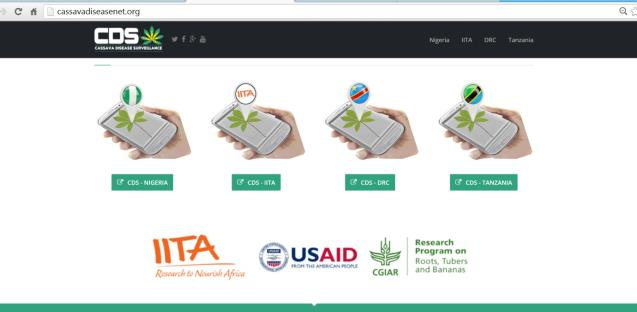 cassavadiseasenet.org
CDS
CASSAVA DISEASE SURVEILLANCE
Nigeria IITA DRC Tanzania
IITA
CDS - NIGERIA
CDS - IITA
CDS - DRC
CDS - TANZANIA
IITA
Research to Nourish Africa
USAID
FROM THE AMERICAN PEOPLE
CGIAR
Research
Program on
Roots, Tubers
and Bananas